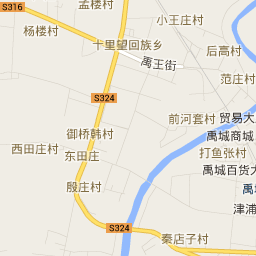 孟楼村
S316
小王庄村
杨楼村
十里望回族乡
后高村
禹王街
范庄村
S324
前河套村
贸易大
御桥韩村
禹城商城
西田庄村
东田庄
打鱼张村
禹城百货大
殷庄村
禹城
津浦
S324
秦店子村